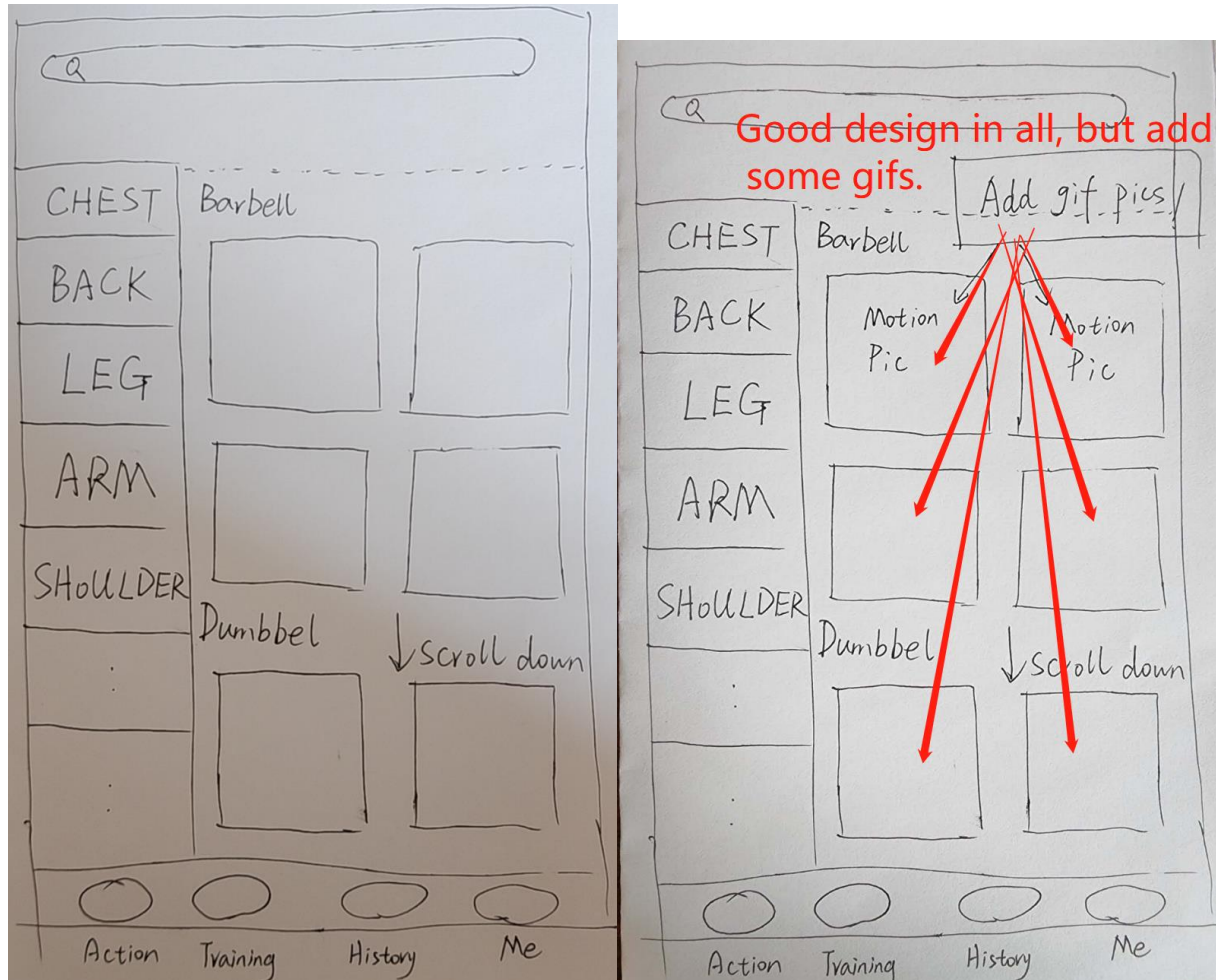 CHEST
Barbell
BACK
LEG
ARM
SHOULDER
Dumbbel
↓ Scroll down
Action
Training
History
Me
Good design in all, but add
some gifs.
Add gif pics!
CHEST
Barbell
BACK
Motion
Pic
Motion
Pic
LEG
ARM
SHOULDER
Dumbbel
↓ Scroll down
Action
Training
History
Me